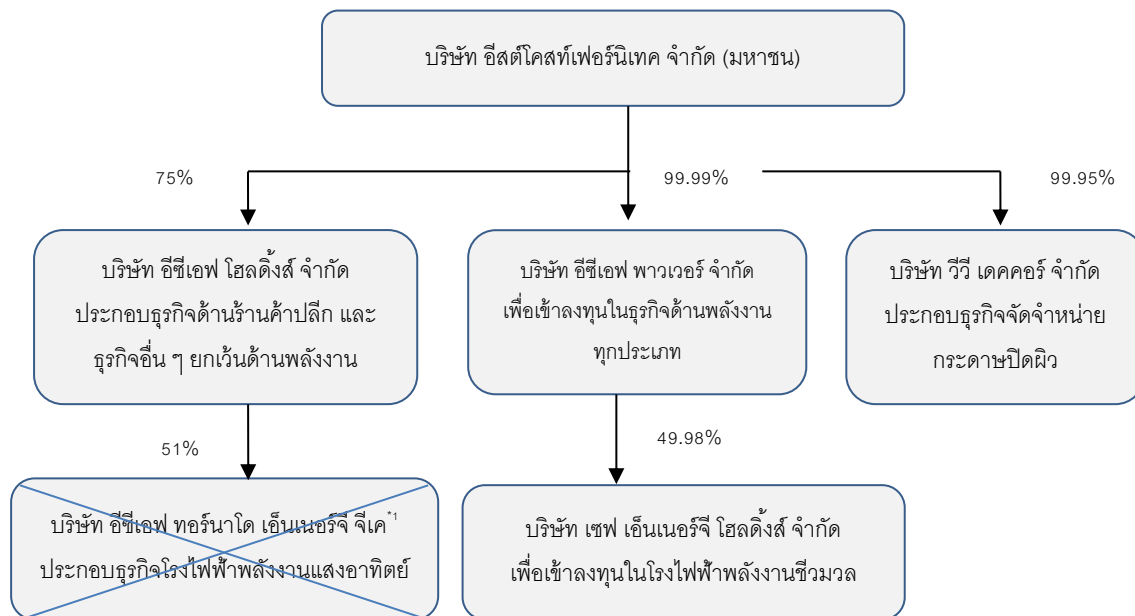 บริษัท อีสต์โคสท์เฟอร์นิเทค จำกัด (มหาชน)
75%
99.99%
99.95%
บริษัท อีซีเอฟ โฮลดิ้งส์ จำกัด
ประกอบธุรกิจด้านร้านค้าปลีก และ
ธุรกิจอื่น ๆ ยกเว้นด้านพลังงาน
บริษัท อีซีเอฟ พาวเวอร์ จำกัด
เพื่อเข้าลงทุนในธุรกิจด้านพลังงาน
ทุกประเภท
บริษัท วีวี เดคคอร์ จำกัด
ประกอบธุรกิจจัดจำหน่าย
กระดาษปิดผิว
51%
49.98%
บริษัท อีซีเอฟ ทอร์นาโด เอ็นเนอร์จี จีเค*1
ประกอบธุรกิจโรงไฟฟ้าพลังงานแสงอาทิตย์
บริษัท เซฟ เอ็นเนอร์จี โฮลดิ้งส์ จำกัด
เพื่อเข้าลงทุนในโรงไฟฟ้าพลังงานชีวมวล